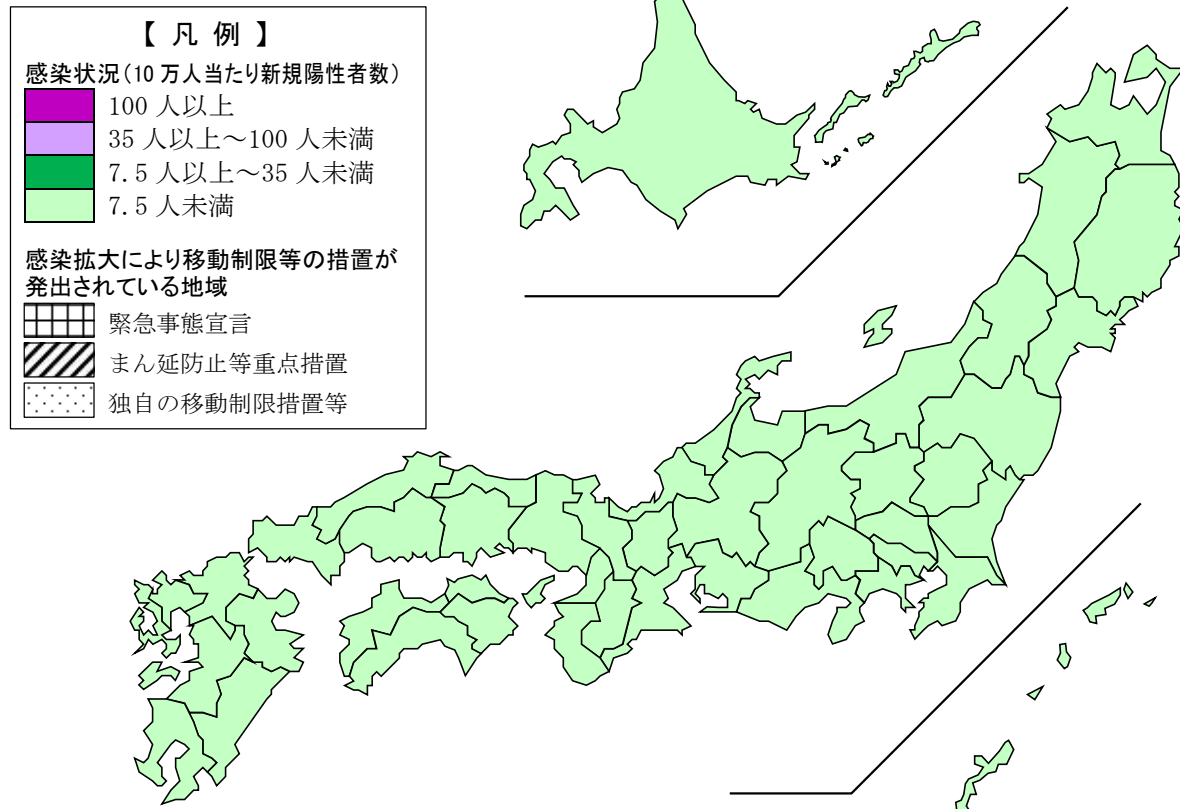 【 凡 例 】
感染状況(10 万人当たり新規陽性者数)
100 人以上
35 人以上～100 人未満
7.5 人以上～35 人未満
7.5 人未満
感染拡大により移動制限等の措置が
発出されている地域
緊急事態宣言
まん延防止等重点措置
独自の移動制限措置等